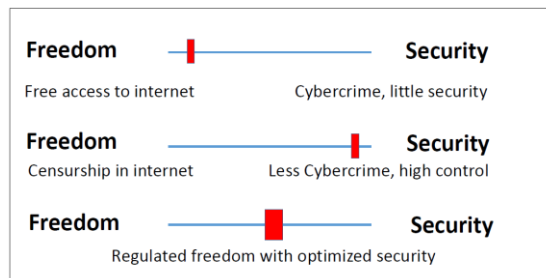 Freedom Security
Free access to internet Cybercrime, little security
Freedom Security
Censurship in internet Less Cybercrime, high control
Freedom Security
Regulated freedom with optimized security